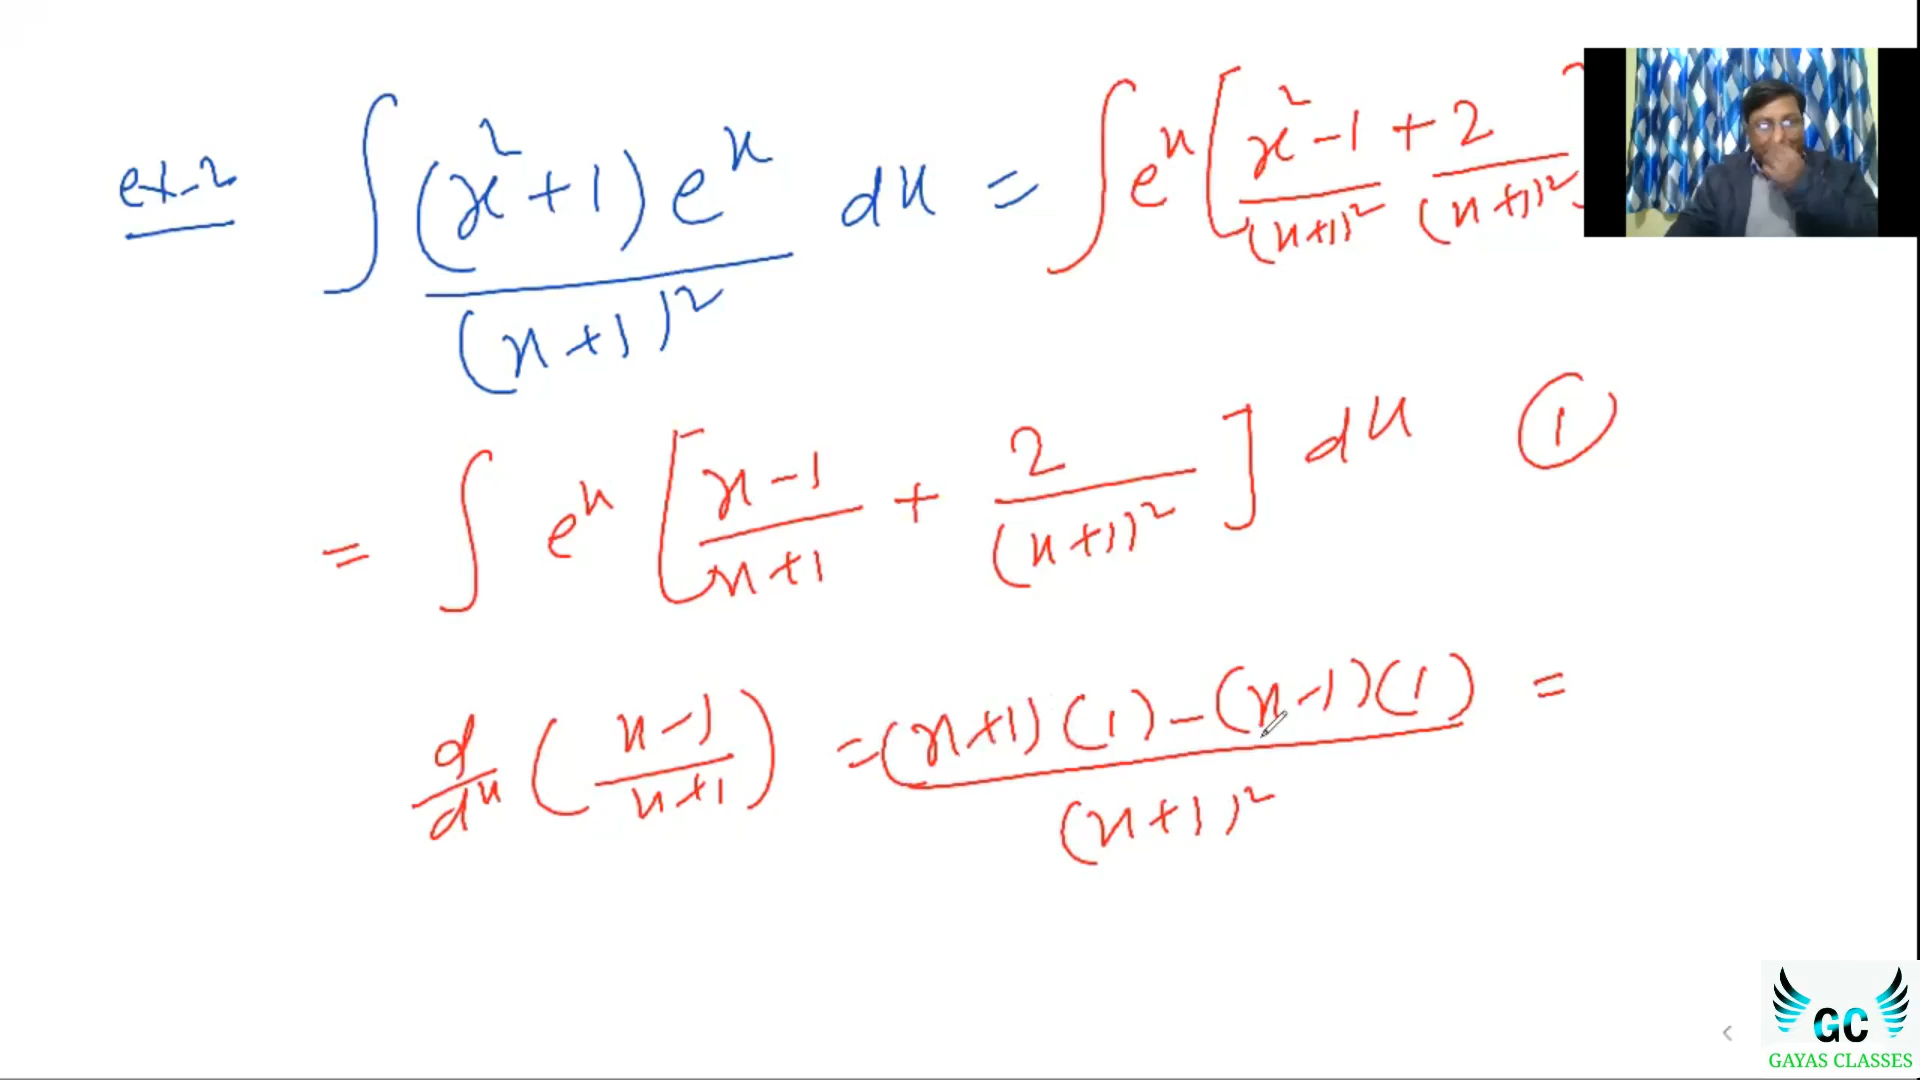 ex-2 ∫ (x²+1)eˣ / (x+1)² dx = ∫ eˣ [ x²-1 / (x+1)² + 2 / (x+1)²
= ∫ eˣ [ x-1 / x+1 + 2 / (x+1)² ] dx ①
d/dx ( x-1 / x+1 ) = (x+1)(1) - (x-1)(1) / (x+1)² =
GC
GAYAS CLASSES